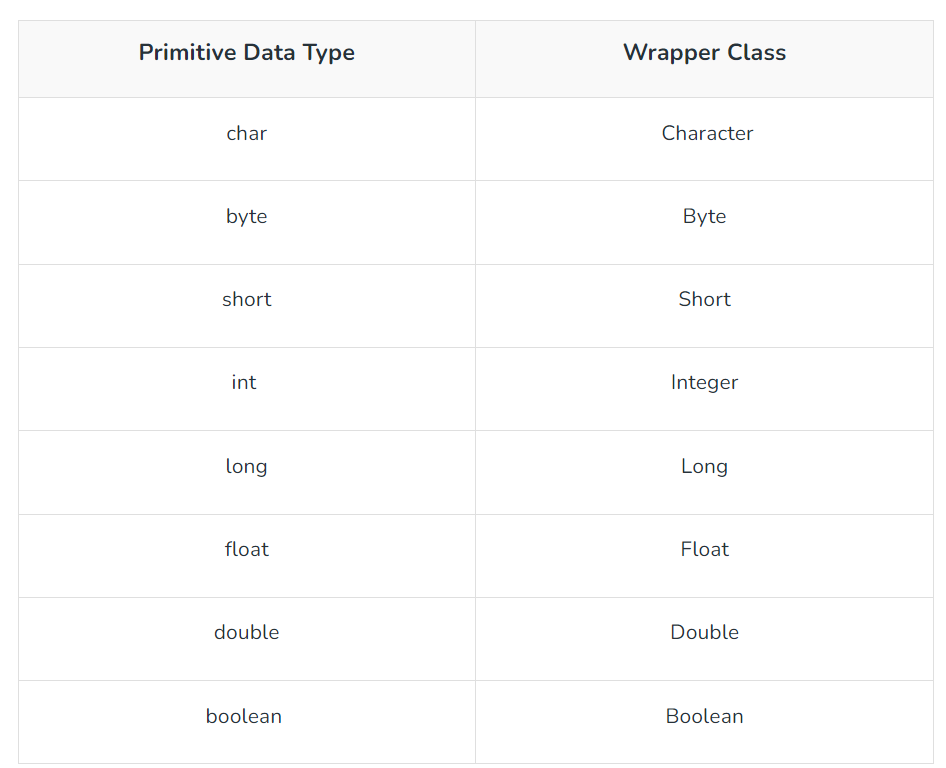 Primitive Data Type Wrapper Class
char Character
byte Byte
short Short
int Integer
long Long
float Float
double Double
boolean Boolean